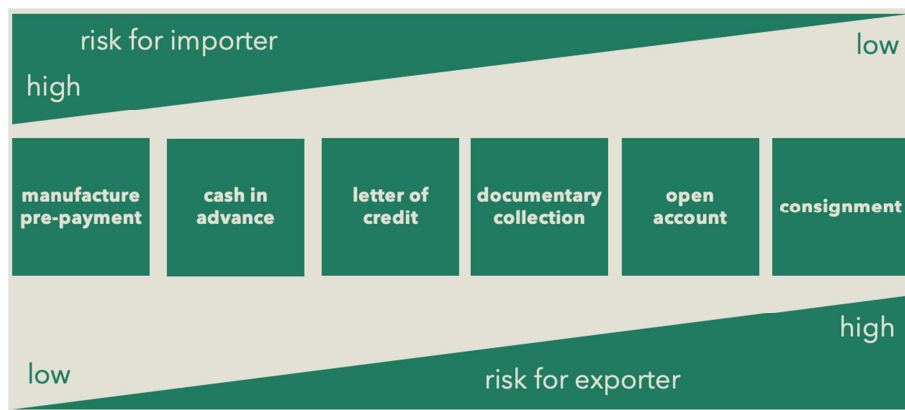 risk for importer
low
high
manufacture
pre-payment
cash in
advance
letter of
credit
documentary
collection
open
account
consignment
high
low
risk for exporter